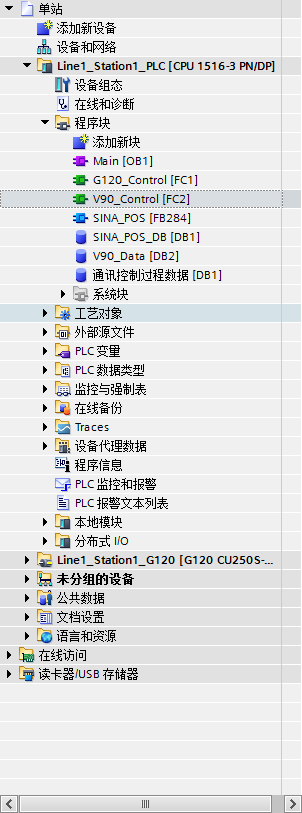 单站
添加新设备
设备和网络
Line1_Station1_PLC [CPU 1516-3 PN/DP]
设备组态
在线和诊断
程序块
添加新块
Main [OB1]
G120_Control [FC1]
V90_Control [FC2]
SINA_POS [FB284]
SINA_POS_DB [DB1]
V90_Data [DB2]
通讯控制过程数据 [DB1]
系统块
工艺对象
外部源文件
PLC 变量
PLC 数据类型
监控与强制表
在线备份
Traces
设备代理数据
程序信息
PLC 监控和报警
PLC 报警文本列表
本地模块
分布式 I/O
Line1_Station1_G120 [G120 CU250S-...
未分组的设备
公共数据
文档设置
语言和资源
在线访问
读卡器/USB 存储器